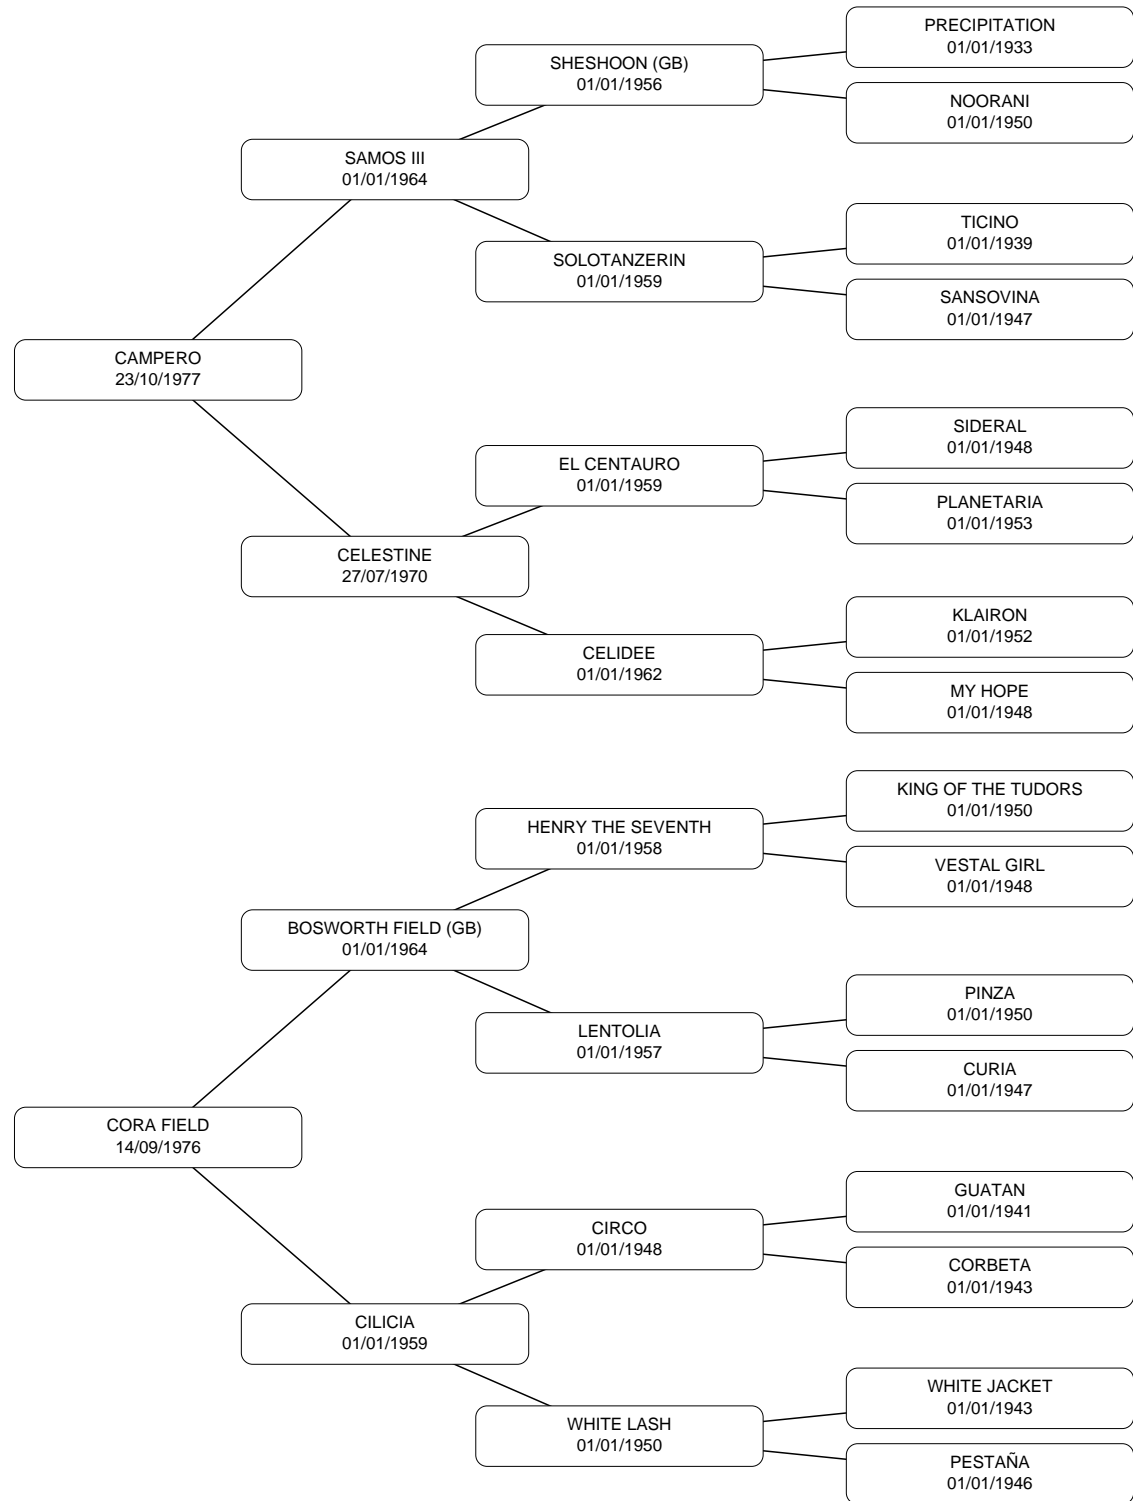 PRECIPITATION
01/01/1933
SHESHOON (GB)
01/01/1956
NOORANI
01/01/1950
SAMOS III
01/01/1964
TICINO
01/01/1939
SOLOTANZERIN
01/01/1959
SANSOVINA
01/01/1947
CAMPERO
23/10/1977
SIDERAL
01/01/1948
EL CENTAURO
01/01/1959
PLANETARIA
01/01/1953
CELESTINE
27/07/1970
KLAIRON
01/01/1952
CELIDEE
01/01/1962
MY HOPE
01/01/1948
KING OF THE TUDORS
01/01/1950
HENRY THE SEVENTH
01/01/1958
VESTAL GIRL
01/01/1948
BOSWORTH FIELD (GB)
01/01/1964
PINZA
01/01/1950
LENTOLIA
01/01/1957
CURIA
01/01/1947
CORA FIELD
14/09/1976
GUATAN
01/01/1941
CIRCO
01/01/1948
CORBETA
01/01/1943
CILICIA
01/01/1959
WHITE JACKET
01/01/1943
WHITE LASH
01/01/1950
PESTAÑA
01/01/1946